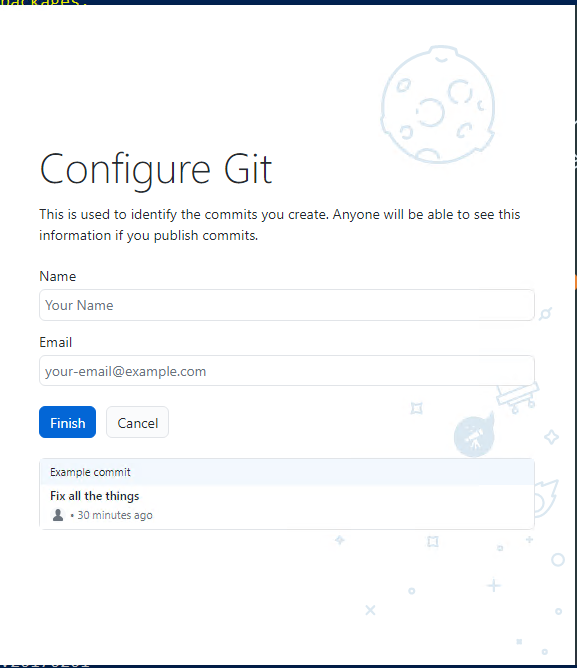 packages.
Configure Git
This is used to identify the commits you create. Anyone will be able to see this
information if you publish commits.
Name
Your Name
Email
your-email@example.com
Finish Cancel
Example commit
Fix all the things
• 30 minutes ago